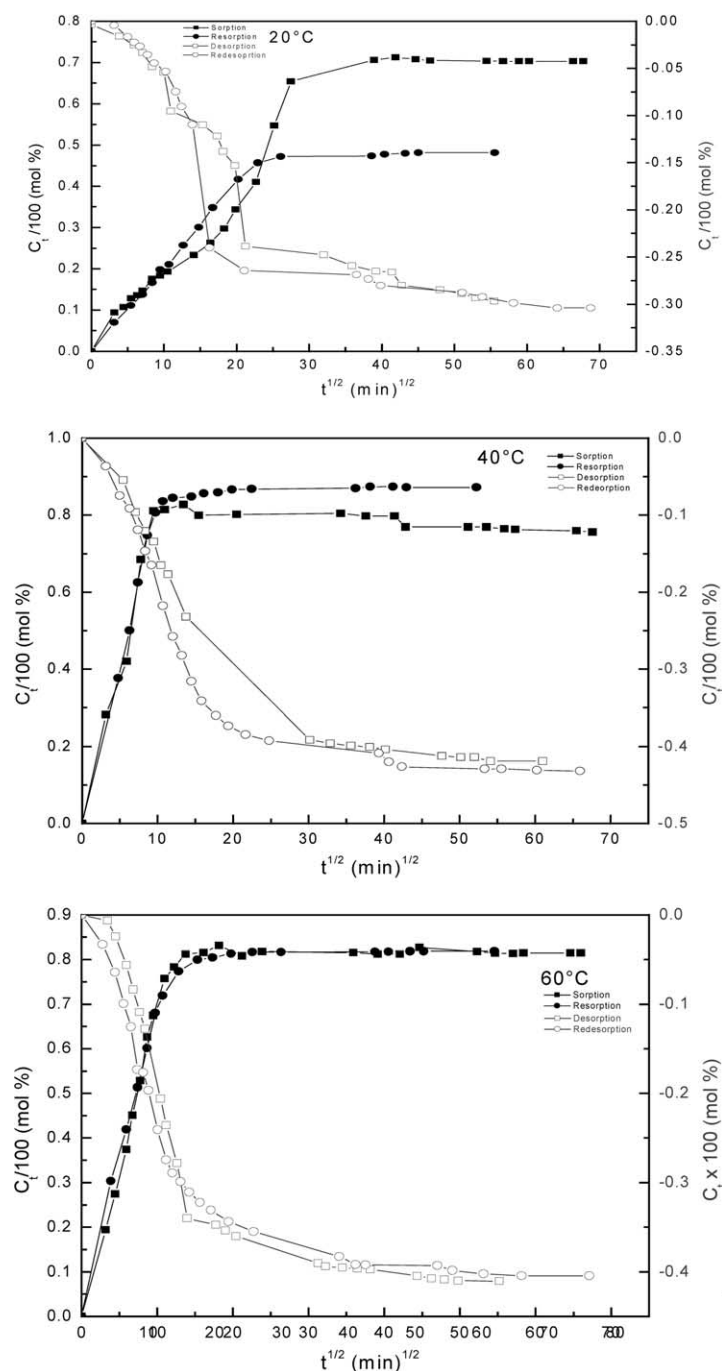 0.8
0.7
0.6
0.5
0.4
0.3
0.2
0.1
0.0
C_t/100 (mol %)
20°C
Sorption
Resorption
Desorption
Redesoprtion
0.00
-0.05
-0.10
-0.15
-0.20
-0.25
-0.30
-0.35
C_t/100 (mol %)
0 10 20 30 40 50 60 70
t^1/2 (min)^1/2
1.0
0.8
0.6
0.4
0.2
0.0
C_t/100 (mol %)
40°C
Sorption
Resorption
Desorption
Redeorption
0.0
-0.1
-0.2
-0.3
-0.4
-0.5
C_t/100 (mol %)
0 10 20 30 40 50 60 70
t^1/2 (min)^1/2
0.9
0.8
0.7
0.6
0.5
0.4
0.3
0.2
0.1
0.0
C_t/100 (mol %)
60°C
Sorption
Resorption
Desorption
Redesorption
0.0
-0.1
-0.2
-0.3
-0.4
C_t x 100 (mol %)
t^1/2 (min)^1/2